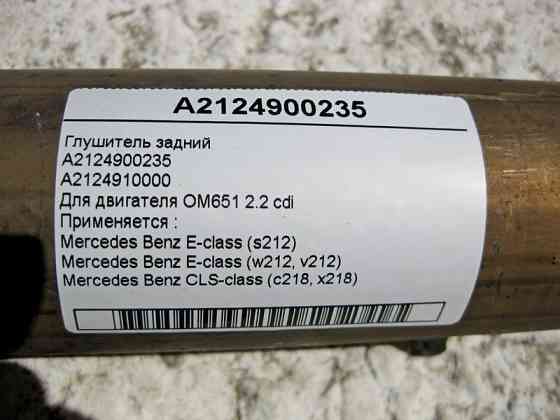 A2124900235
Глушитель задний
A2124900235
A2124910000
Для двигателя OM651 2.2 cdi
Применяется :
Mercedes Benz E-class (s212)
Mercedes Benz E-class (w212, v212)
Mercedes Benz CLS-class (c218, x218)